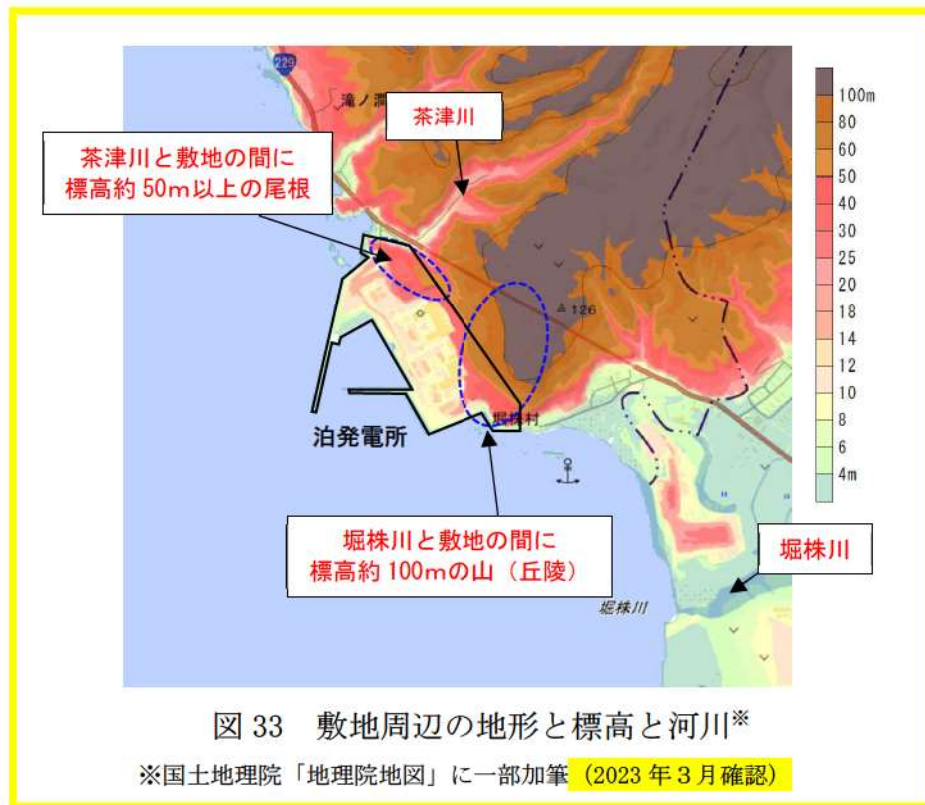 229
滝ノ澗
茶津川
茶津川と敷地の間に
標高約50m以上の尾根
126
堀株村
泊発電所
堀株川と敷地の間に
標高約100mの山（丘陵）
堀株川
堀株川
100m
80
60
50
40
30
25
20
18
14
12
10
8
6
4m
図33 敷地周辺の地形と標高と河川※
※国土地理院「地理院地図」に一部加筆（2023年３月確認）